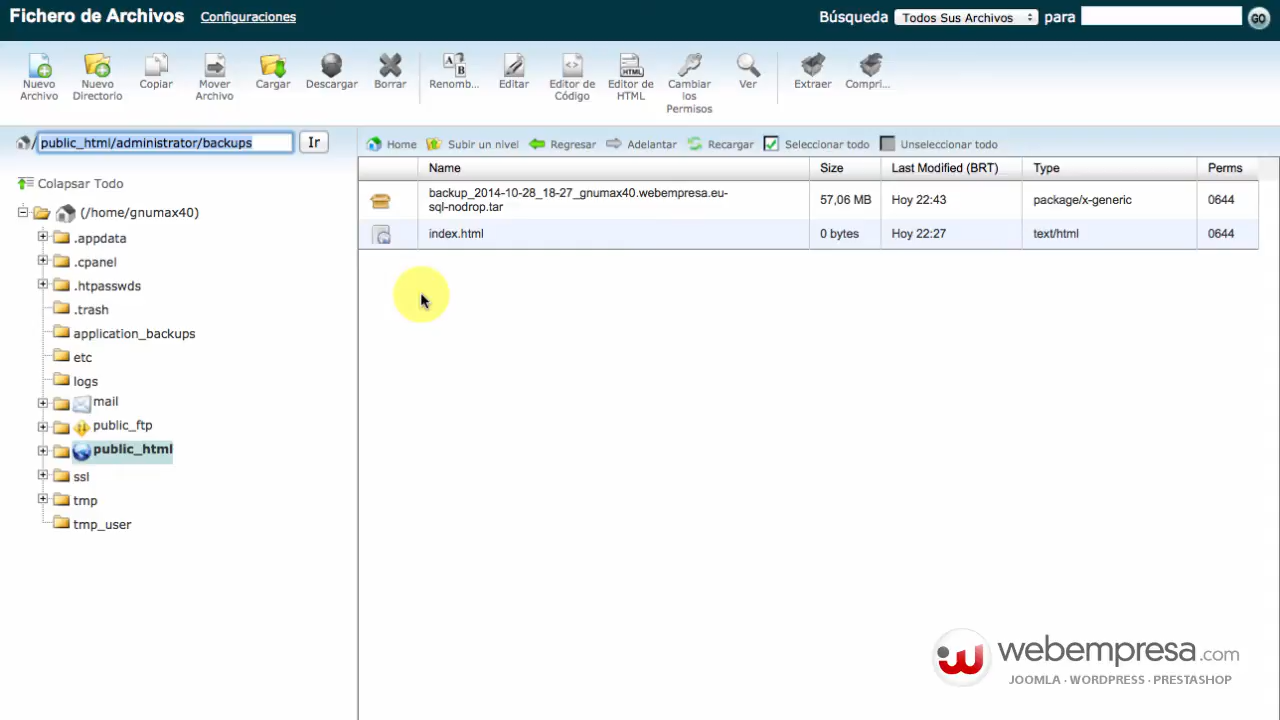 Fichero de Archivos Configuraciones Búsqueda Todos Sus Archivos para GO
Nuevo Archivo
Nuevo Directorio
Copiar
Mover Archivo
Cargar
Descargar
Borrar
Renomb...
Editar
Editor de Código
Editor de HTML
Cambiar los Permisos
Ver
Extraer
Compri...
/ public_html/administrator/backups Ir
Home Subir un nivel Regresar Adelantar Recargar Seleccionar todo Unseleccionar todo
Colapsar Todo
(/home/gnumax40)
.appdata
.cpanel
.htpasswds
.trash
application_backups
etc
logs
mail
public_ftp
public_html
ssl
tmp
tmp_user
Name Size Last Modified (BRT) Type Perms
backup_2014-10-28_18-27_gnumax40.webempresa.eu-
sql-nodrop.tar 57,06 MB Hoy 22:43 package/x-generic 0644
index.html 0 bytes Hoy 22:27 text/html 0644
webempresa.com
JOOMLA · WORDPRESS · PRESTASHOP